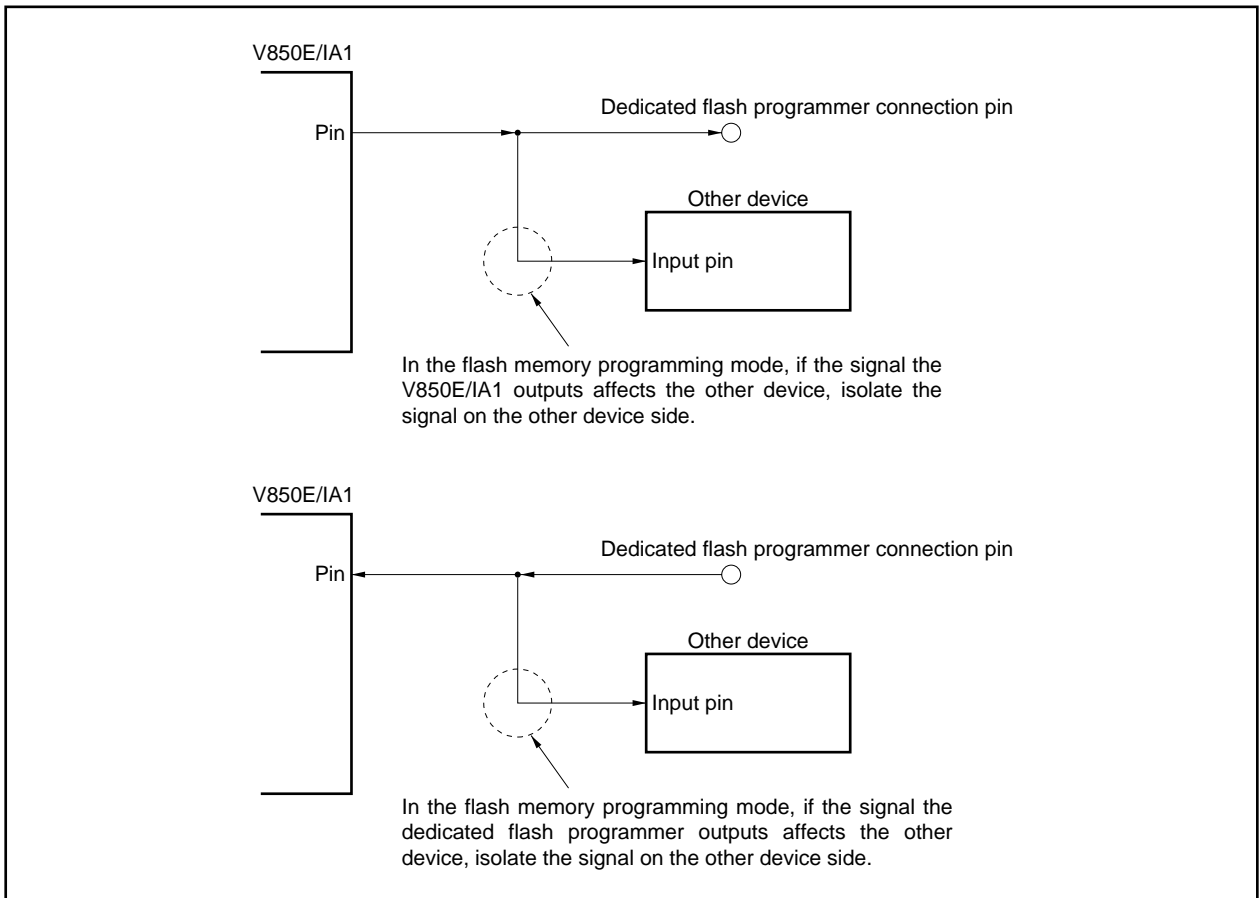 V850E/IA1
Dedicated flash programmer connection pin
Pin
Other device
Input pin
In the flash memory programming mode, if the signal the
V850E/IA1 outputs affects the other device, isolate the
signal on the other device side.
V850E/IA1
Dedicated flash programmer connection pin
Pin
Other device
Input pin
In the flash memory programming mode, if the signal the
dedicated flash programmer outputs affects the other
device, isolate the signal on the other device side.